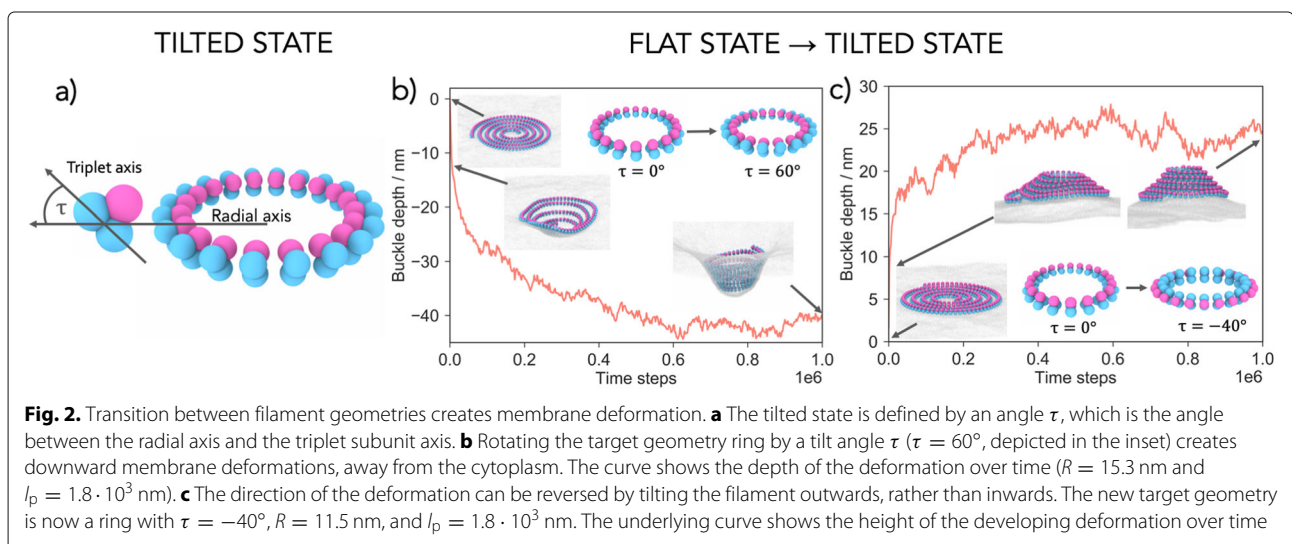 TILTED STATE
FLAT STATE → TILTED STATE
a)
Triplet axis
τ
Radial axis
b)
0
−10
−20
−30
−40
Buckle depth / nm
τ = 0°
τ = 60°
0.0
0.2
0.4
0.6
0.8
1.0
1e6
Time steps
c)
30
25
20
15
10
5
0
Buckle depth / nm
τ = 0°
τ = −40°
0.0
0.2
0.4
0.6
0.8
1.0
1e6
Time steps
Fig. 2. Transition between filament geometries creates membrane deformation. a The tilted state is defined by an angle τ, which is the angle
between the radial axis and the triplet subunit axis. b Rotating the target geometry ring by a tilt angle τ (τ = 60°, depicted in the inset) creates
downward membrane deformations, away from the cytoplasm. The curve shows the depth of the deformation over time (R = 15.3 nm and
lp = 1.8 · 10³ nm). c The direction of the deformation can be reversed by tilting the filament outwards, rather than inwards. The new target geometry
is now a ring with τ = −40°, R = 11.5 nm, and lp = 1.8 · 10³ nm. The underlying curve shows the height of the developing deformation over time